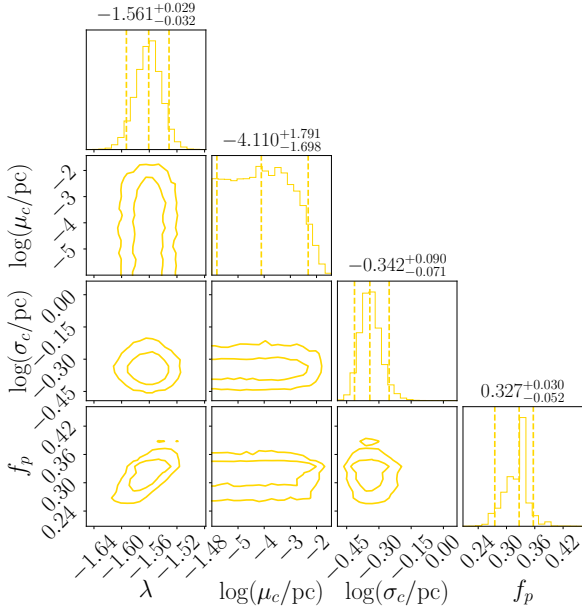 −1.561+0.029−0.032
−4.110+1.791−1.698
log(μc/pc)
−2
−3
−4
−5
−0.342+0.090−0.071
log(σc/pc)
0.00
−0.15
−0.30
−0.45
0.327+0.030−0.052
fp
0.42
0.36
0.30
0.24
−1.64 −1.60 −1.56 −1.52 −1.48
−5 −4 −3 −2
−0.45 −0.30 −0.15 0.00
0.24 0.30 0.36 0.42
λ log(μc/pc) log(σc/pc) fp